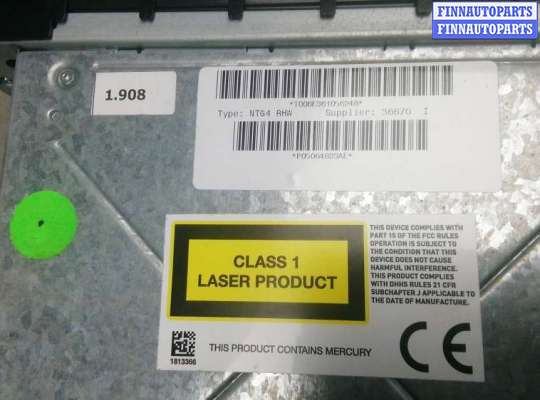 FINNAUTOPARTS
FINNAUTOPARTS
1.908
Type: NTG4 RHW Supplier: 36670 I
CLASS 1
LASER PRODUCT
THIS DEVICE COMPLIES WITH
PART 15 OF THE FCC RULES
OPERATION IS SUBJECT TO
THE CONDITION THAT THIS
DEVICE DOES NOT CAUSE
HARMFUL INTERFERENCE.
THIS PRODUCT COMPLIES
WITH DHHS RULES 21 CFR
SUBCHAPTER J APPLICABLE TO
THE DATE OF MANUFACTURE.
1813366
THIS PRODUCT CONTAINS MERCURY
CE